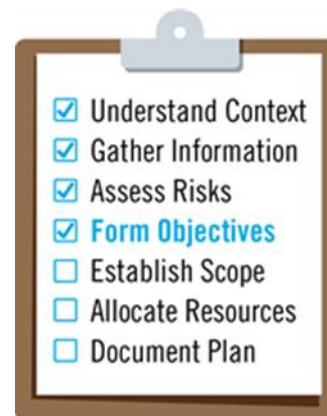 Understand Context
Gather Information
Assess Risks
Form Objectives
Establish Scope
Allocate Resources
Document Plan